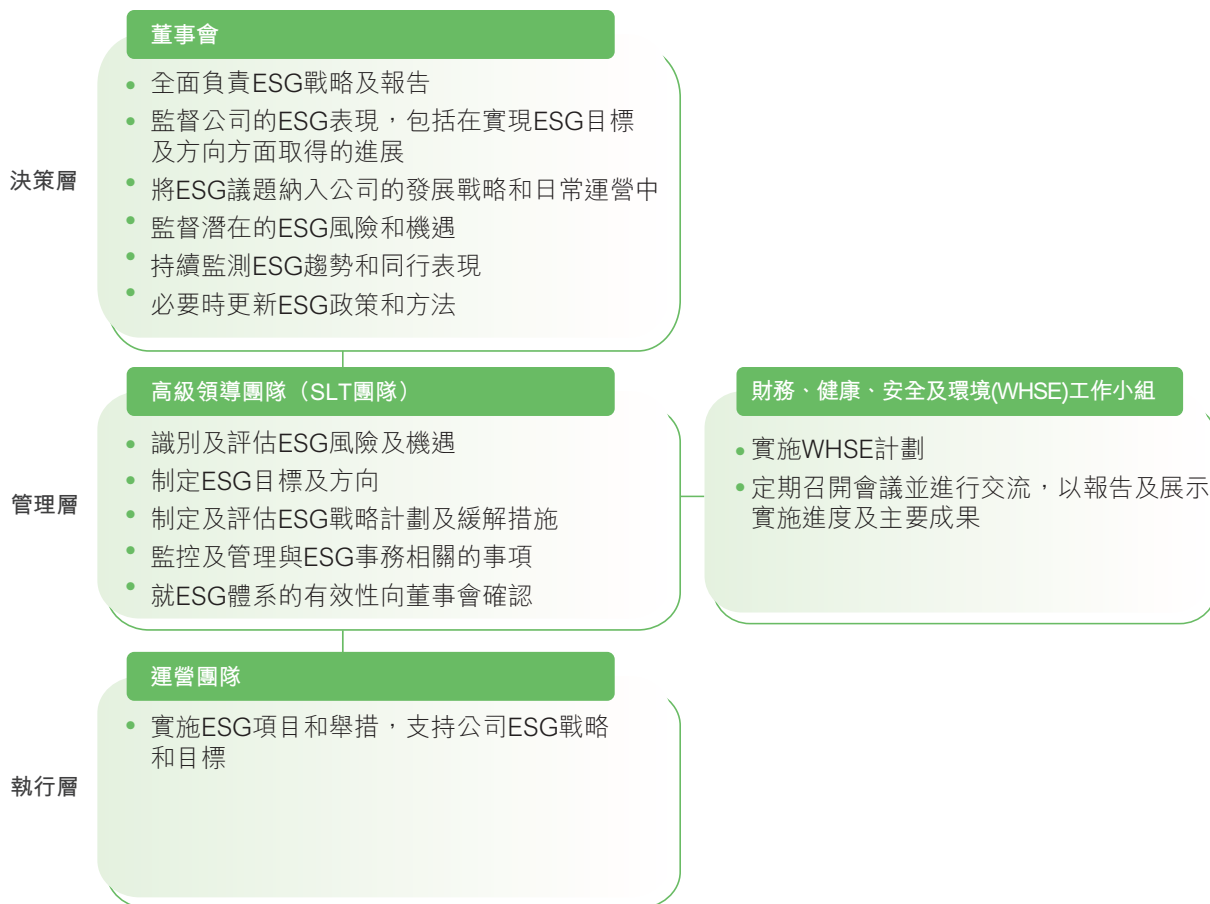 董事會
全面負責ESG戰略及報告
監督公司的ESG表現，包括在實現ESG目標
及方向方面取得的進展
決策層
將ESG議題納入公司的發展戰略和日常運營中
監督潛在的ESG風險和機遇
持續監測ESG趨勢和同行表現
必要時更新ESG政策和方法
高級領導團隊（SLT團隊）
識別及評估ESG風險及機遇
制定ESG目標及方向
管理層
制定及評估ESG戰略計劃及緩解措施
監控及管理與ESG事務相關的事項
就ESG體系的有效性向董事會確認
財務、健康、安全及環境(WHSE)工作小組
實施WHSE計劃
定期召開會議並進行交流，以報告及展示
實施進度及主要成果
運營團隊
實施ESG項目和舉措，支持公司ESG戰略
和目標
執行層